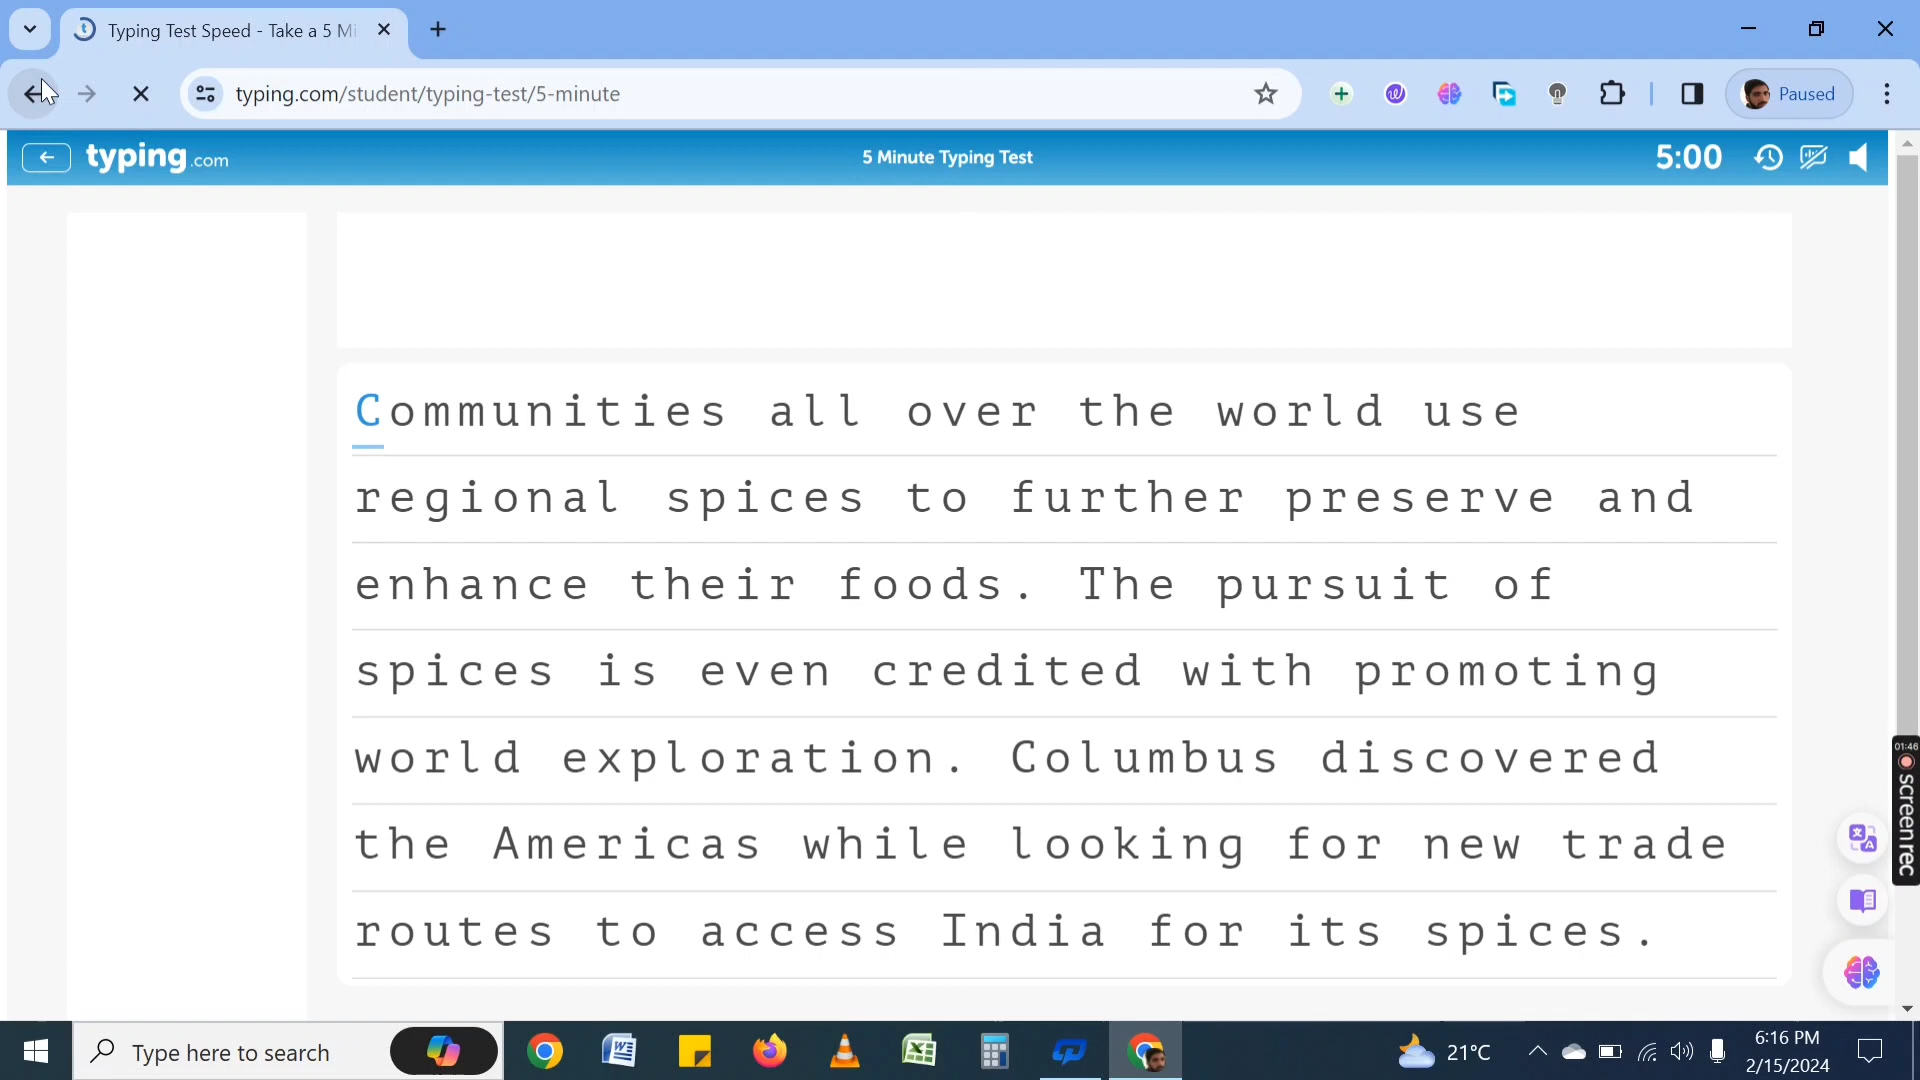 Typing Test Speed - Take a 5 Mi
typing.com/student/typing-test/5-minute
Paused
typing.com
5 Minute Typing Test
5:00
Communities all over the world use
regional spices to further preserve and
enhance their foods. The pursuit of
spices is even credited with promoting
world exploration. Columbus discovered
the Americas while looking for new trade
routes to access India for its spices.
01:46
screenrec
Type here to search
21°C
6:16 PM
2/15/2024